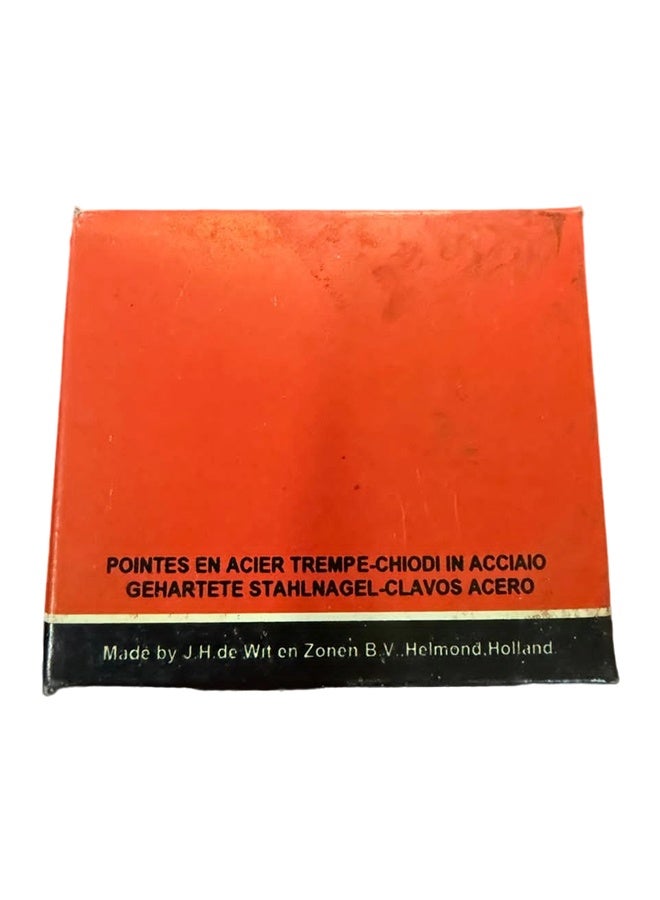 POINTES EN ACIER TREMPE-CHIODI IN ACCIAIO
GEHARTETE STAHLNAGEL-CLAVOS ACERO
Made by J.H.de Wit en Zonen B.V..Helmond.Holland